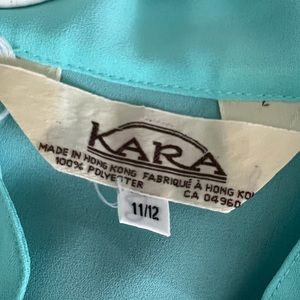 KARA
MADE IN HONG KONG FABRIQUÉ À HONG KO
100% POLYESTER CA 04960
11/12